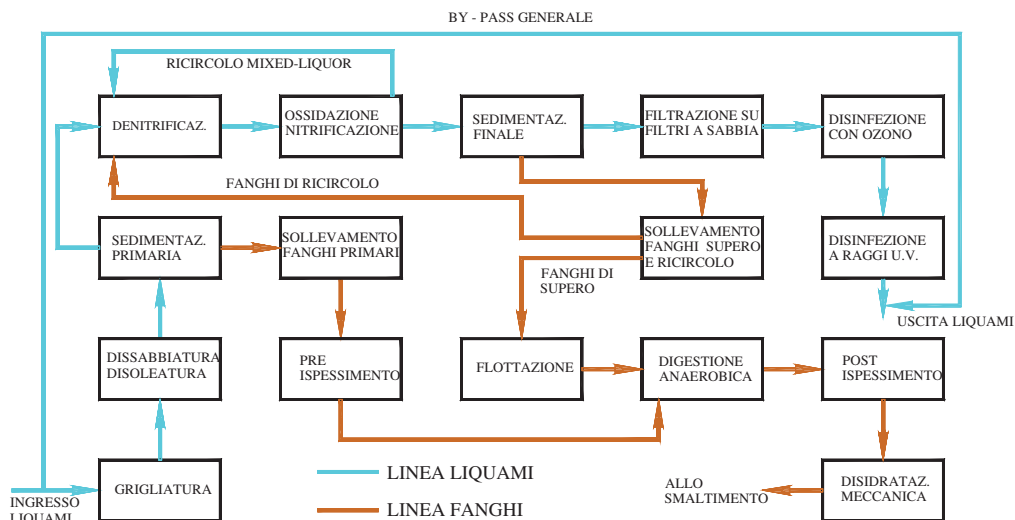 BY - PASS GENERALE
RICIRCOLO MIXED-LIQUOR
DENITRIFICAZ.
OSSIDAZIONE
NITRIFICAZIONE
SEDIMENTAZ.
FINALE
FILTRAZIONE SU
FILTRI A SABBIA
DISINFEZIONE
CON OZONO
FANGHI DI RICIRCOLO
SEDIMENTAZ.
PRIMARIA
SOLLEVAMENTO
FANGHI PRIMARI
SOLLEVAMENTO
FANGHI SUPERO
E RICIRCOLO
DISINFEZIONE
A RAGGI U.V.
FANGHI DI
SUPERO
USCITA LIQUAMI
DISSABBIATURA
DISOLEATURA
PRE
ISPESSIMENTO
FLOTTAZIONE
DIGESTIONE
ANAEROBICA
POST
ISPESSIMENTO
INGRESSO
LIQUAMI
GRIGLIATURA
LINEA LIQUAMI
LINEA FANGHI
ALLO
SMALTIMENTO
DISIDRATAZ.
MECCANICA